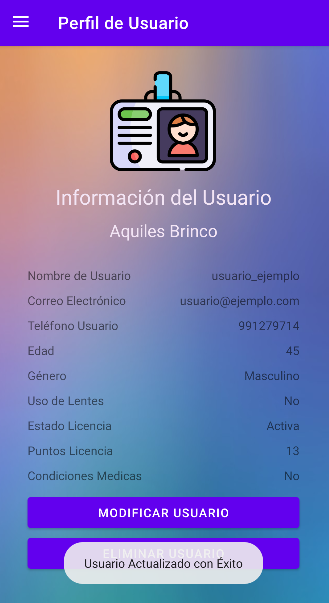 Perfil de Usuario
Información del Usuario
Aquiles Brinco
Nombre de Usuario usuario_ejemplo
Correo Electrónico usuario@ejemplo.com
Teléfono Usuario 991279714
Edad 45
Género Masculino
Uso de Lentes No
Estado Licencia Activa
Puntos Licencia 13
Condiciones Medicas No
MODIFICAR USUARIO
ELIMINAR USUARIO
Usuario Actualizado con Éxito